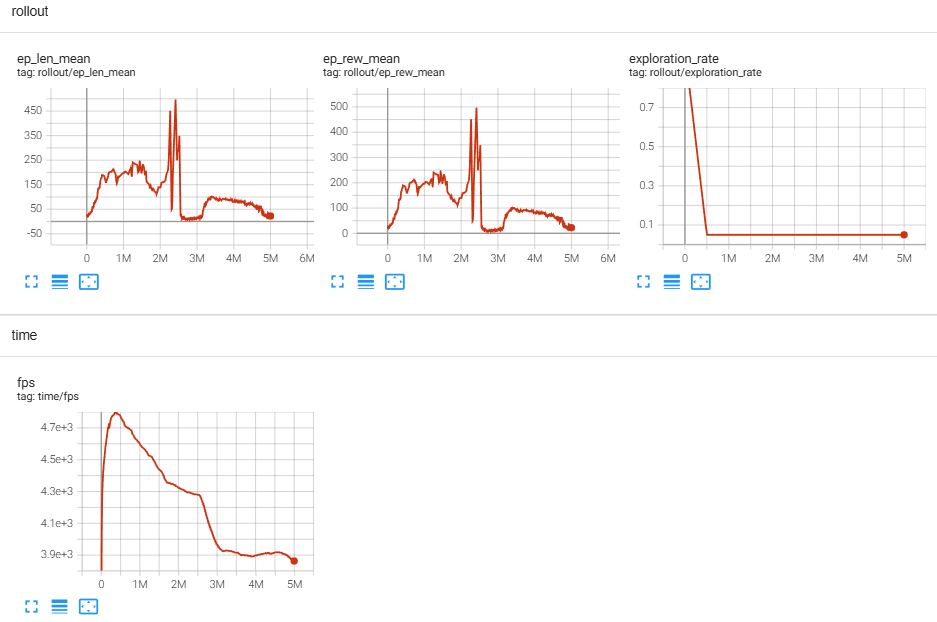 rollout
ep_len_mean
tag: rollout/ep_len_mean
450
350
250
150
50
-50
0 1M 2M 3M 4M 5M 6M
ep_rew_mean
tag: rollout/ep_rew_mean
500
400
300
200
100
0
0 1M 2M 3M 4M 5M 6M
exploration_rate
tag: rollout/exploration_rate
0.7
0.5
0.3
0.1
0 1M 2M 3M 4M 5M
time
fps
tag: time/fps
4.7e+3
4.5e+3
4.3e+3
4.1e+3
3.9e+3
0 1M 2M 3M 4M 5M